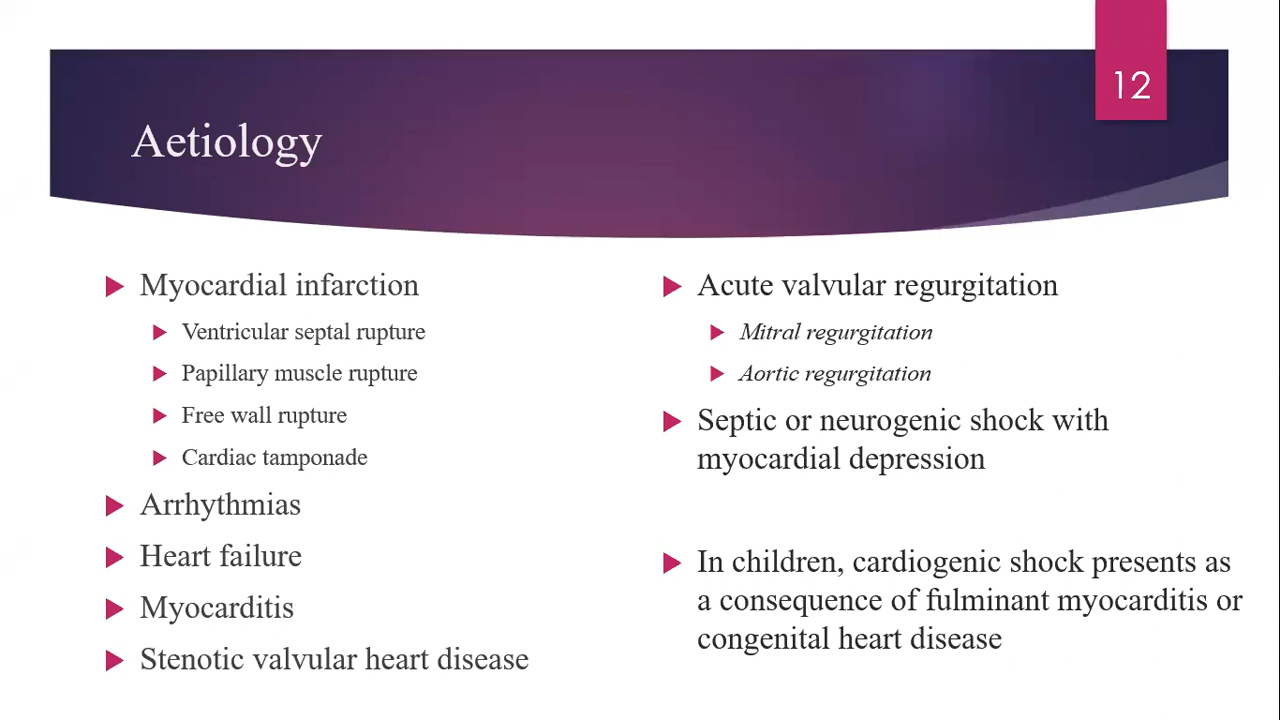 12
Aetiology
Myocardial infarction
Ventricular septal rupture
Papillary muscle rupture
Free wall rupture
Cardiac tamponade
Arrhythmias
Heart failure
Myocarditis
Stenotic valvular heart disease
Acute valvular regurgitation
Mitral regurgitation
Aortic regurgitation
Septic or neurogenic shock with
myocardial depression
In children, cardiogenic shock presents as
a consequence of fulminant myocarditis or
congenital heart disease